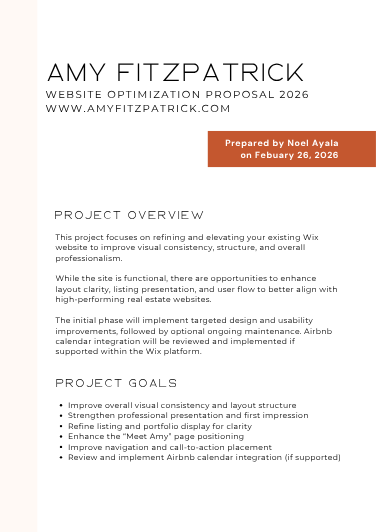 AMY FITZPATRICK
WEBSITE OPTIMIZATION PROPOSAL 2026
WWW.AMYFITZPATRICK.COM
Prepared by Noel Ayala
on Febuary 26, 2026
PROJECT OVERVIEW
This project focuses on refining and elevating your existing Wix
website to improve visual consistency, structure, and overall
professionalism.
While the site is functional, there are opportunities to enhance
layout clarity, listing presentation, and user flow to better align with
high-performing real estate websites.
The initial phase will implement targeted design and usability
improvements, followed by optional ongoing maintenance. Airbnb
calendar integration will be reviewed and implemented if
supported within the Wix platform.
PROJECT GOALS
• Improve overall visual consistency and layout structure
• Strengthen professional presentation and first impression
• Refine listing and portfolio display for clarity
• Enhance the “Meet Amy” page positioning
• Improve navigation and call-to-action placement
• Review and implement Airbnb calendar integration (if supported)